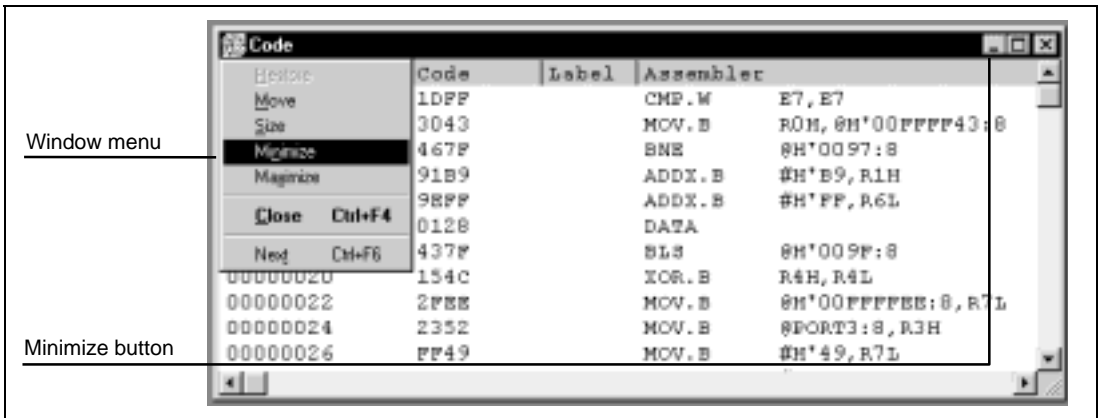 Code
Restore Code Label Assembler
Move 1DFF CMP.W E7,E7
Size 3043 MOV.B R0H,@H'00FFFF43:8
Window menu
Minimize 467F BNE @H'0097:8
Maximize 91B9 ADDX.B #H'B9,R1H
9EFF ADDX.B #H'FF,R6L
Close Ctrl+F4
0128 DATA
Next Ctrl+F6 437F BLS @H'009F:8
00000020 154C XOR.B R4H,R4L
00000022 2FEE MOV.B @H'00FFFFEE:8,R7L
00000024 2352 MOV.B @PORT3:8,R3H
Minimize button
00000026 FF49 MOV.B #H'49,R7L